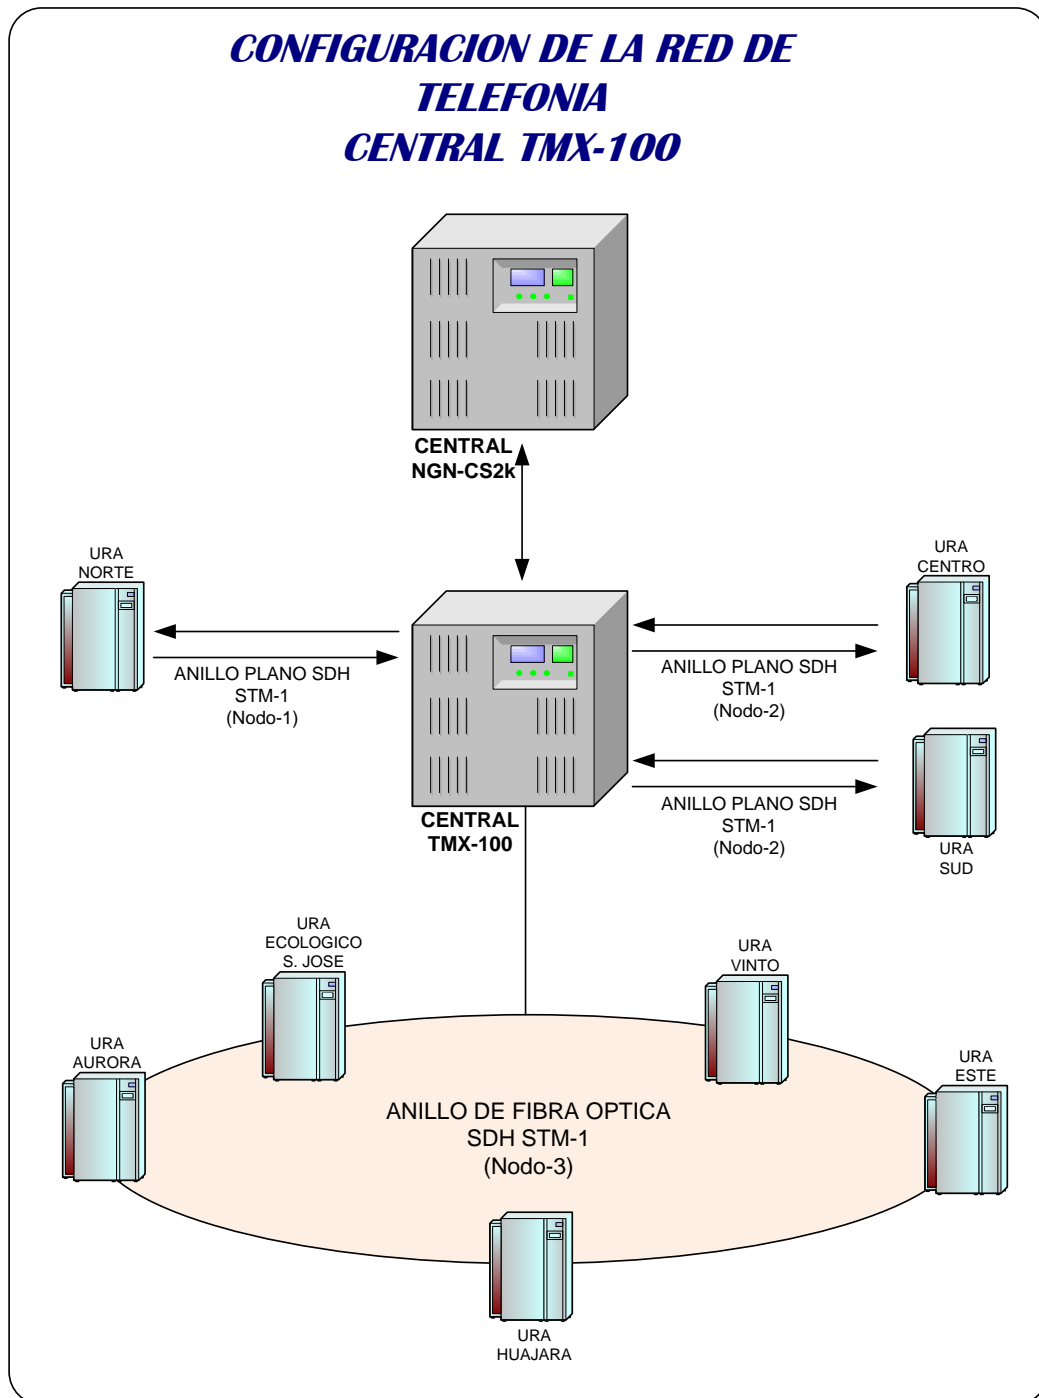 CONFIGURACION DE LA RED DE
TELEFONIA
CENTRAL TMX-100
CENTRAL
NGN-CS2k
URA
NORTE
URA
CENTRO
ANILLO PLANO SDH
STM-1
(Nodo-1)
ANILLO PLANO SDH
STM-1
(Nodo-2)
ANILLO PLANO SDH
STM-1
(Nodo-2)
URA
SUD
CENTRAL
TMX-100
URA
ECOLOGICO
S. JOSE
URA
VINTO
URA
AURORA
URA
ESTE
ANILLO DE FIBRA OPTICA
SDH STM-1
(Nodo-3)
URA
HUAJARA